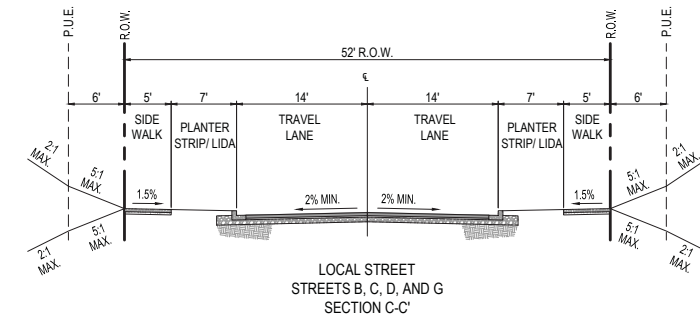 P.U.E.
R.O.W.
R.O.W.
P.U.E.
52' R.O.W.
℄
6'
5'
7'
14'
14'
7'
5'
6'
SIDE
WALK
PLANTER
STRIP/ LIDA
TRAVEL
LANE
TRAVEL
LANE
PLANTER
STRIP/ LIDA
SIDE
WALK
2:1
MAX.
5:1
MAX.
1.5%
2% MIN.
2% MIN.
1.5%
5:1
MAX.
2:1
MAX.
2:1
MAX.
5:1
MAX.
5:1
MAX.
2:1
MAX.
LOCAL STREET
STREETS B, C, D, AND G
SECTION C-C'